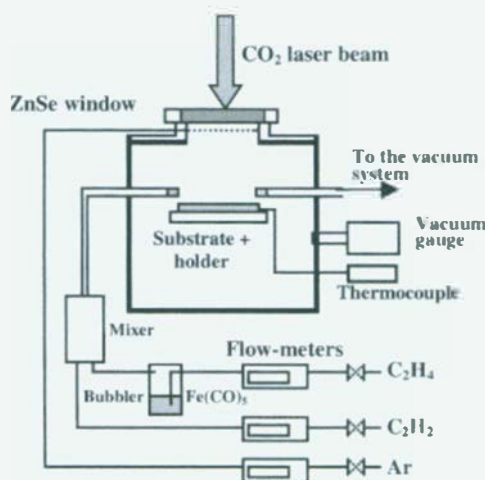 CO₂ laser beam
ZnSe window
To the vacuum
system
Vacuum
gauge
Substrate +
holder
Thermocouple
Mixer
Flow-meters
C₂H₄
Bubbler
Fe(CO)₅
C₂H₂
Ar